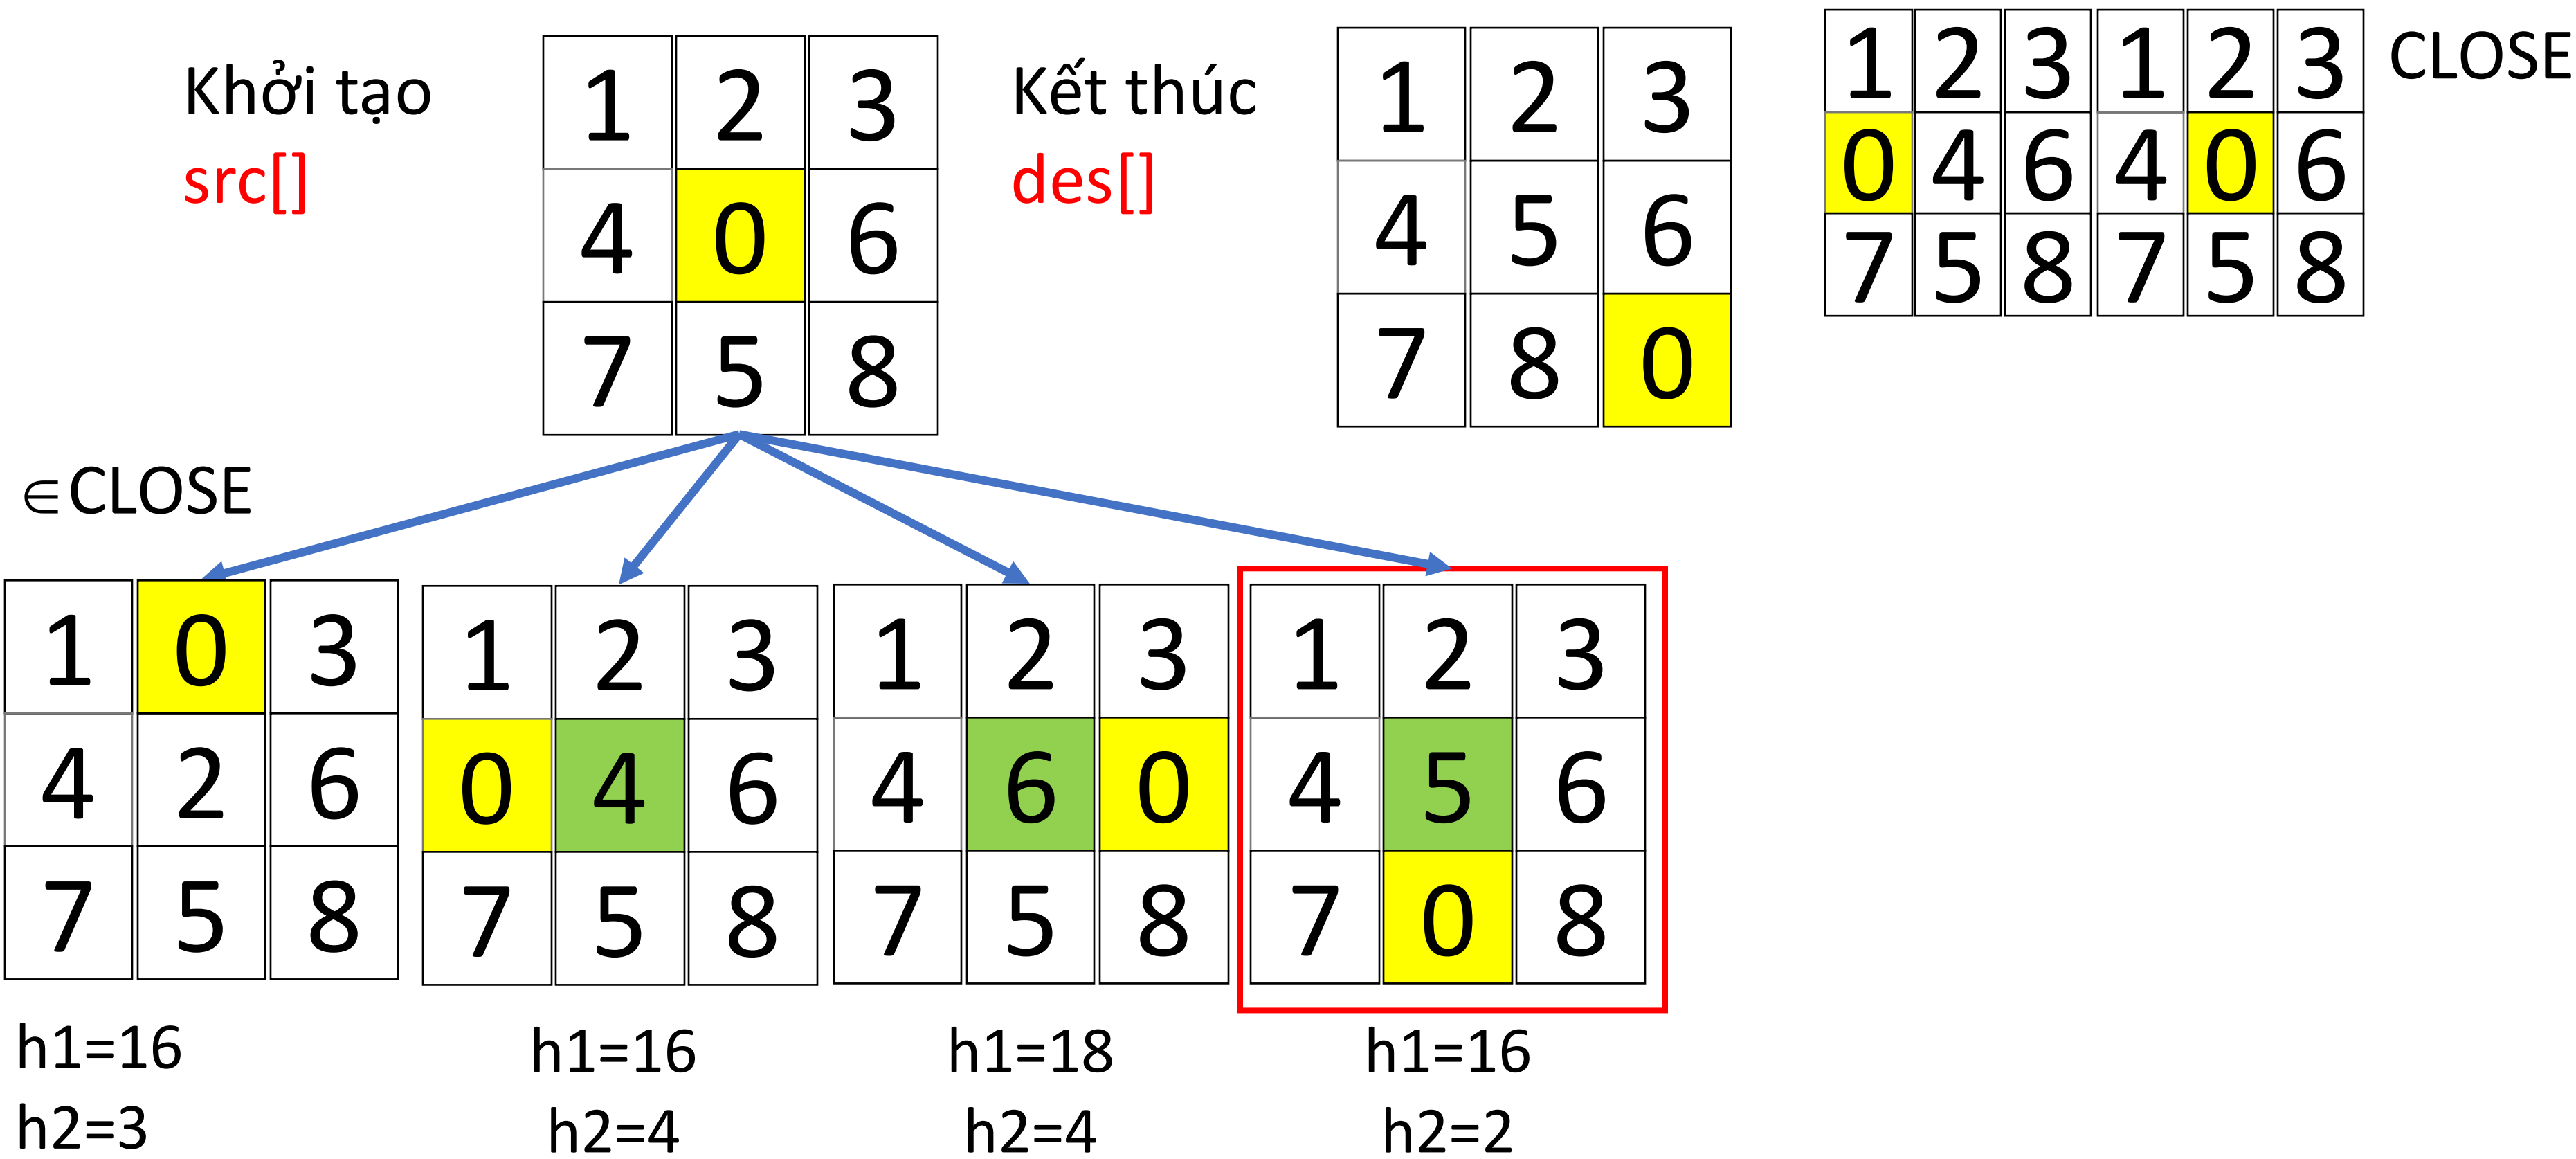 Khởi tạo
src[]
1 2 3
4 0 6
7 5 8
Kết thúc
des[]
1 2 3
4 5 6
7 8 0
1 2 3 1 2 3
0 4 6 4 0 6
7 5 8 7 5 8
CLOSE
∈CLOSE
1 0 3
4 2 6
7 5 8
h1=16
h2=3
1 2 3
0 4 6
7 5 8
h1=16
h2=4
1 2 3
4 6 0
7 5 8
h1=18
h2=4
1 2 3
4 5 6
7 0 8
h1=16
h2=2